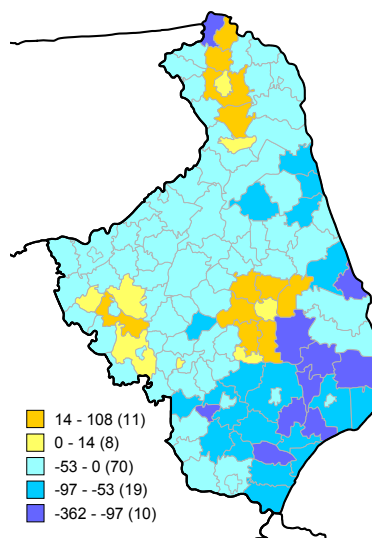 14 - 108 (11)
0 - 14 (8)
-53 - 0 (70)
-97 - -53 (19)
-362 - -97 (10)